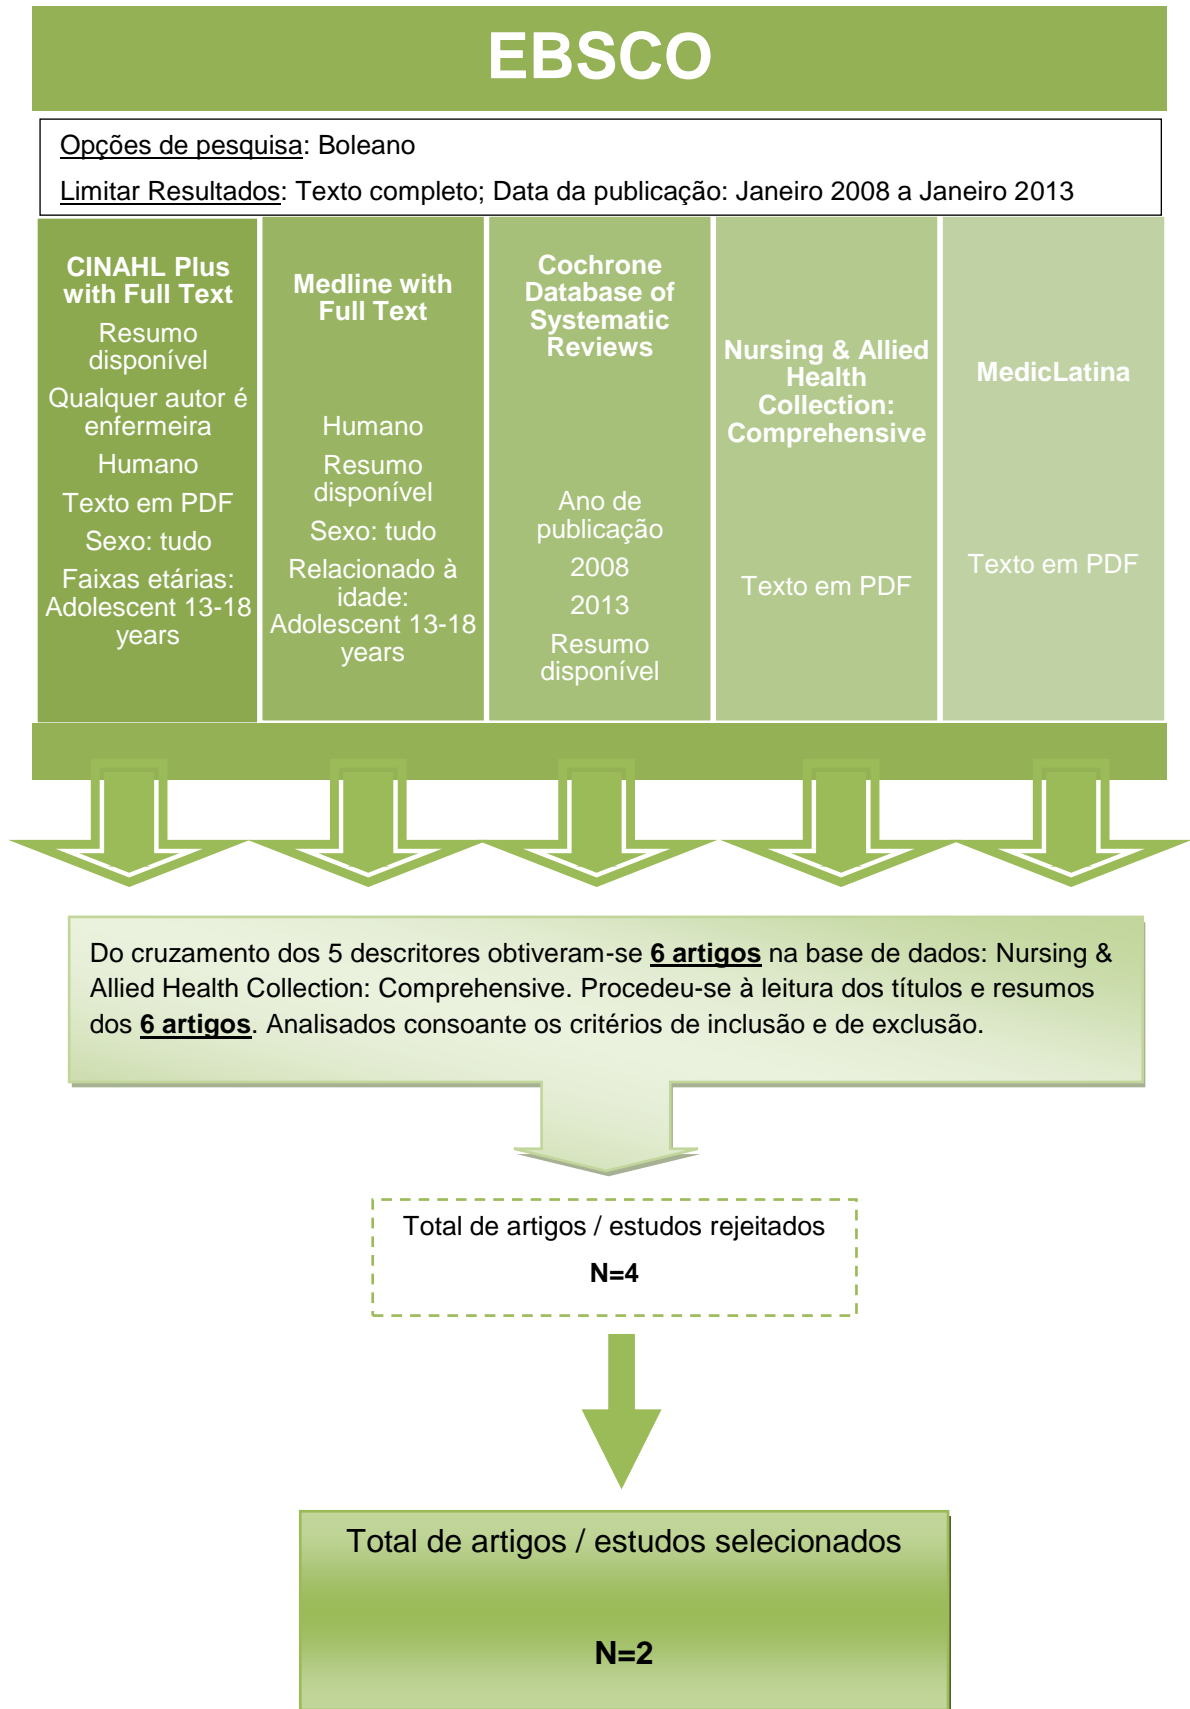 EBSCO
Opções de pesquisa: Boleano
Limitar Resultados: Texto completo; Data da publicação: Janeiro 2008 a Janeiro 2013
CINAHL Plus
with Full Text
Resumo
disponível
Qualquer autor é
enfermeira
Humano
Texto em PDF
Sexo: tudo
Faixas etárias:
Adolescent 13-18
years
Medline with
Full Text
Humano
Resumo
disponível
Sexo: tudo
Relacionado à
idade:
Adolescent 13-18
years
Cochrone
Database of
Systematic
Reviews
Ano de
publicação
2008
2013
Resumo
disponível
Nursing & Allied
Health
Collection:
Comprehensive
Texto em PDF
MedicLatina
Texto em PDF
Do cruzamento dos 5 descritores obtiveram-se 6 artigos na base de dados: Nursing &
Allied Health Collection: Comprehensive. Procedeu-se à leitura dos títulos e resumos
dos 6 artigos. Analisados consoante os critérios de inclusão e de exclusão.
Total de artigos / estudos rejeitados
N=4
Total de artigos / estudos selecionados
N=2